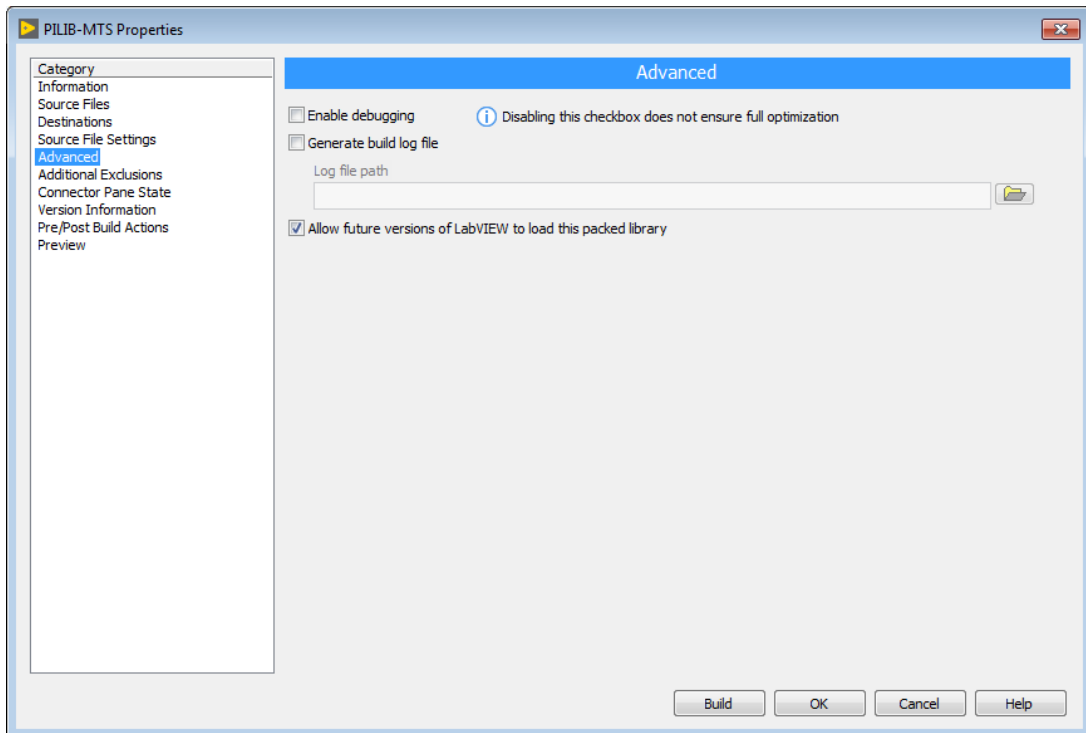 PILIB-MTS Properties
Category
Information
Source Files
Destinations
Source File Settings
Advanced
Additional Exclusions
Connector Pane State
Version Information
Pre/Post Build Actions
Preview
Advanced
Enable debugging
Disabling this checkbox does not ensure full optimization
Generate build log file
Log file path
Allow future versions of LabVIEW to load this packed library
Build
OK
Cancel
Help